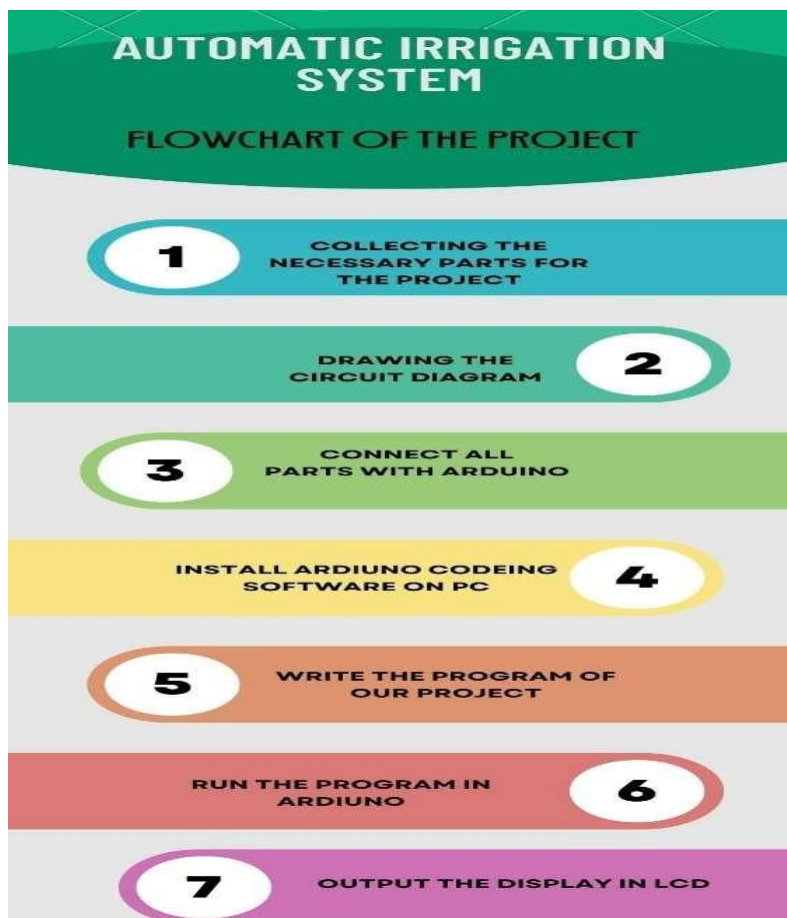 AUTOMATIC IRRIGATION
SYSTEM
FLOWCHART OF THE PROJECT
1
COLLECTING THE
NECESSARY PARTS FOR
THE PROJECT
DRAWING THE
CIRCUIT DIAGRAM
2
3
CONNECT ALL
PARTS WITH ARDUINO
INSTALL ARDIUNO CODEING
SOFTWARE ON PC
4
5
WRITE THE PROGRAM OF
OUR PROJECT
RUN THE PROGRAM IN
ARDIUNO
6
7
OUTPUT THE DISPLAY IN LCD